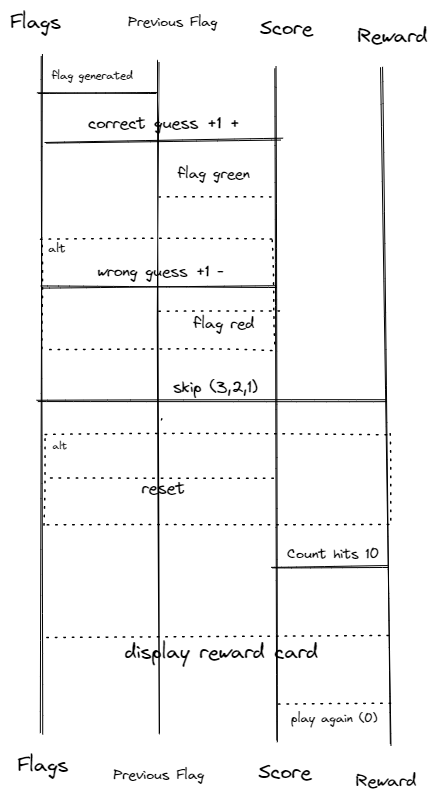 Flags
Previous Flag
Score
Reward
flag generated
correct guess +1 +
flag green
alt
wrong guess +1 -
flag red
skip (3,2,1)
alt
reset
Count hits 10
display reward card
play again (0)
Flags
Previous Flag
Score
Reward